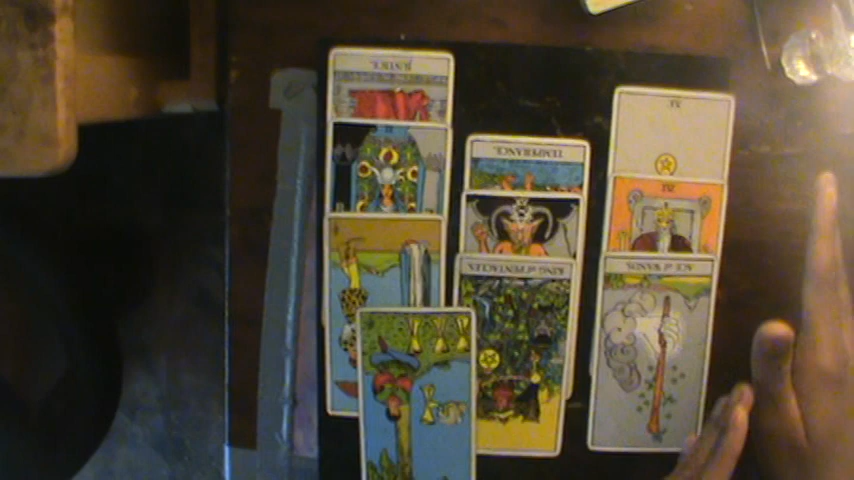 JUSTICE.
TEMPERANCE.
KING of PENTACLES.
ACE of WANDS.